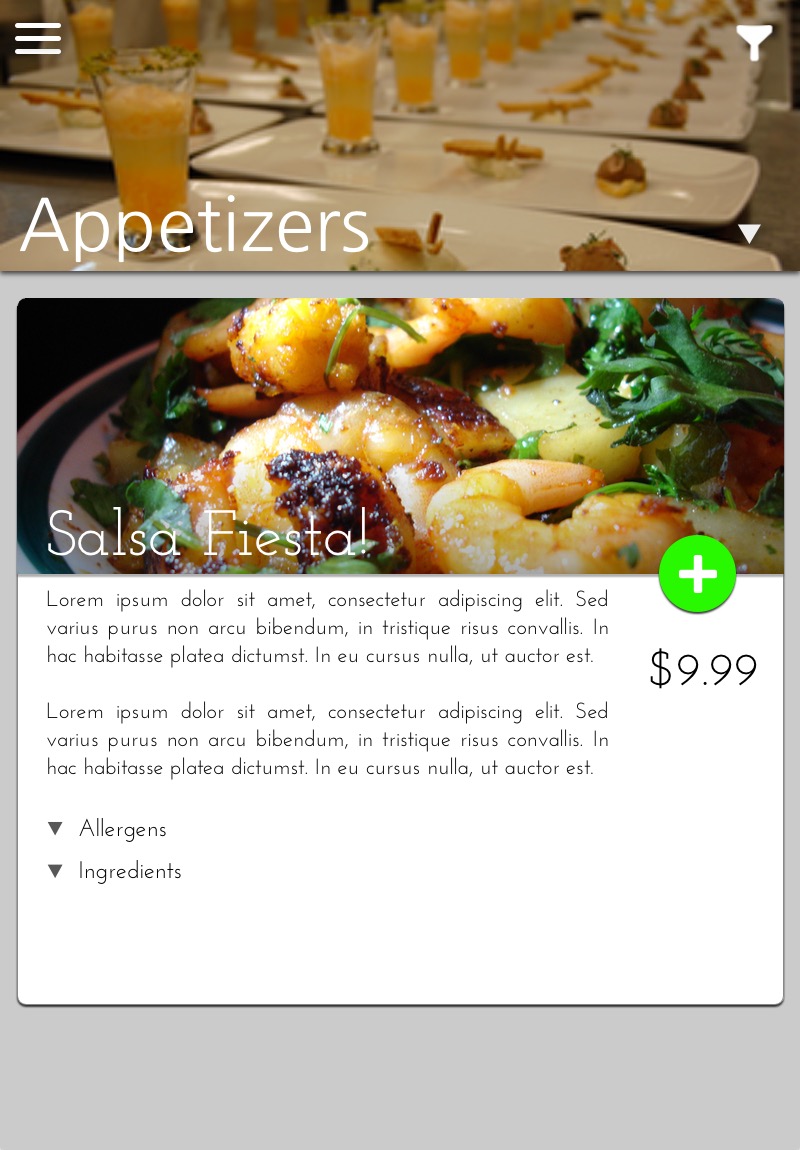 Appetizers
Salsa Fiesta!
Lorem ipsum dolor sit amet, consectetur adipiscing elit. Sed
varius purus non arcu bibendum, in tristique risus convallis. In
hac habitasse platea dictumst. In eu cursus nulla, ut auctor est.
$9.99
Lorem ipsum dolor sit amet, consectetur adipiscing elit. Sed
varius purus non arcu bibendum, in tristique risus convallis. In
hac habitasse platea dictumst. In eu cursus nulla, ut auctor est.
Allergens
Ingredients